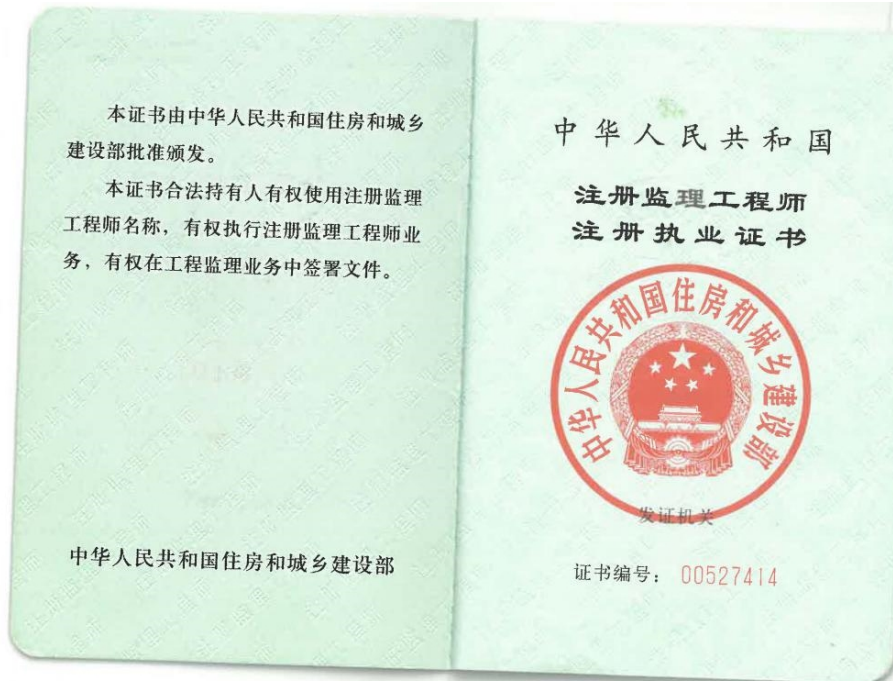 本证书由中华人民共和国住房和城乡
建设部批准颁发。
本证书合法持有人有权使用注册监理
工程师名称，有权执行注册监理工程师业
务，有权在工程监理业务中签署文件。
中华人民共和国住房和城乡建设部
中华人民共和国
注册监理工程师
注册执业证书
中华人民共和国住房和城乡建设部
发证机关
证书编号：00527414